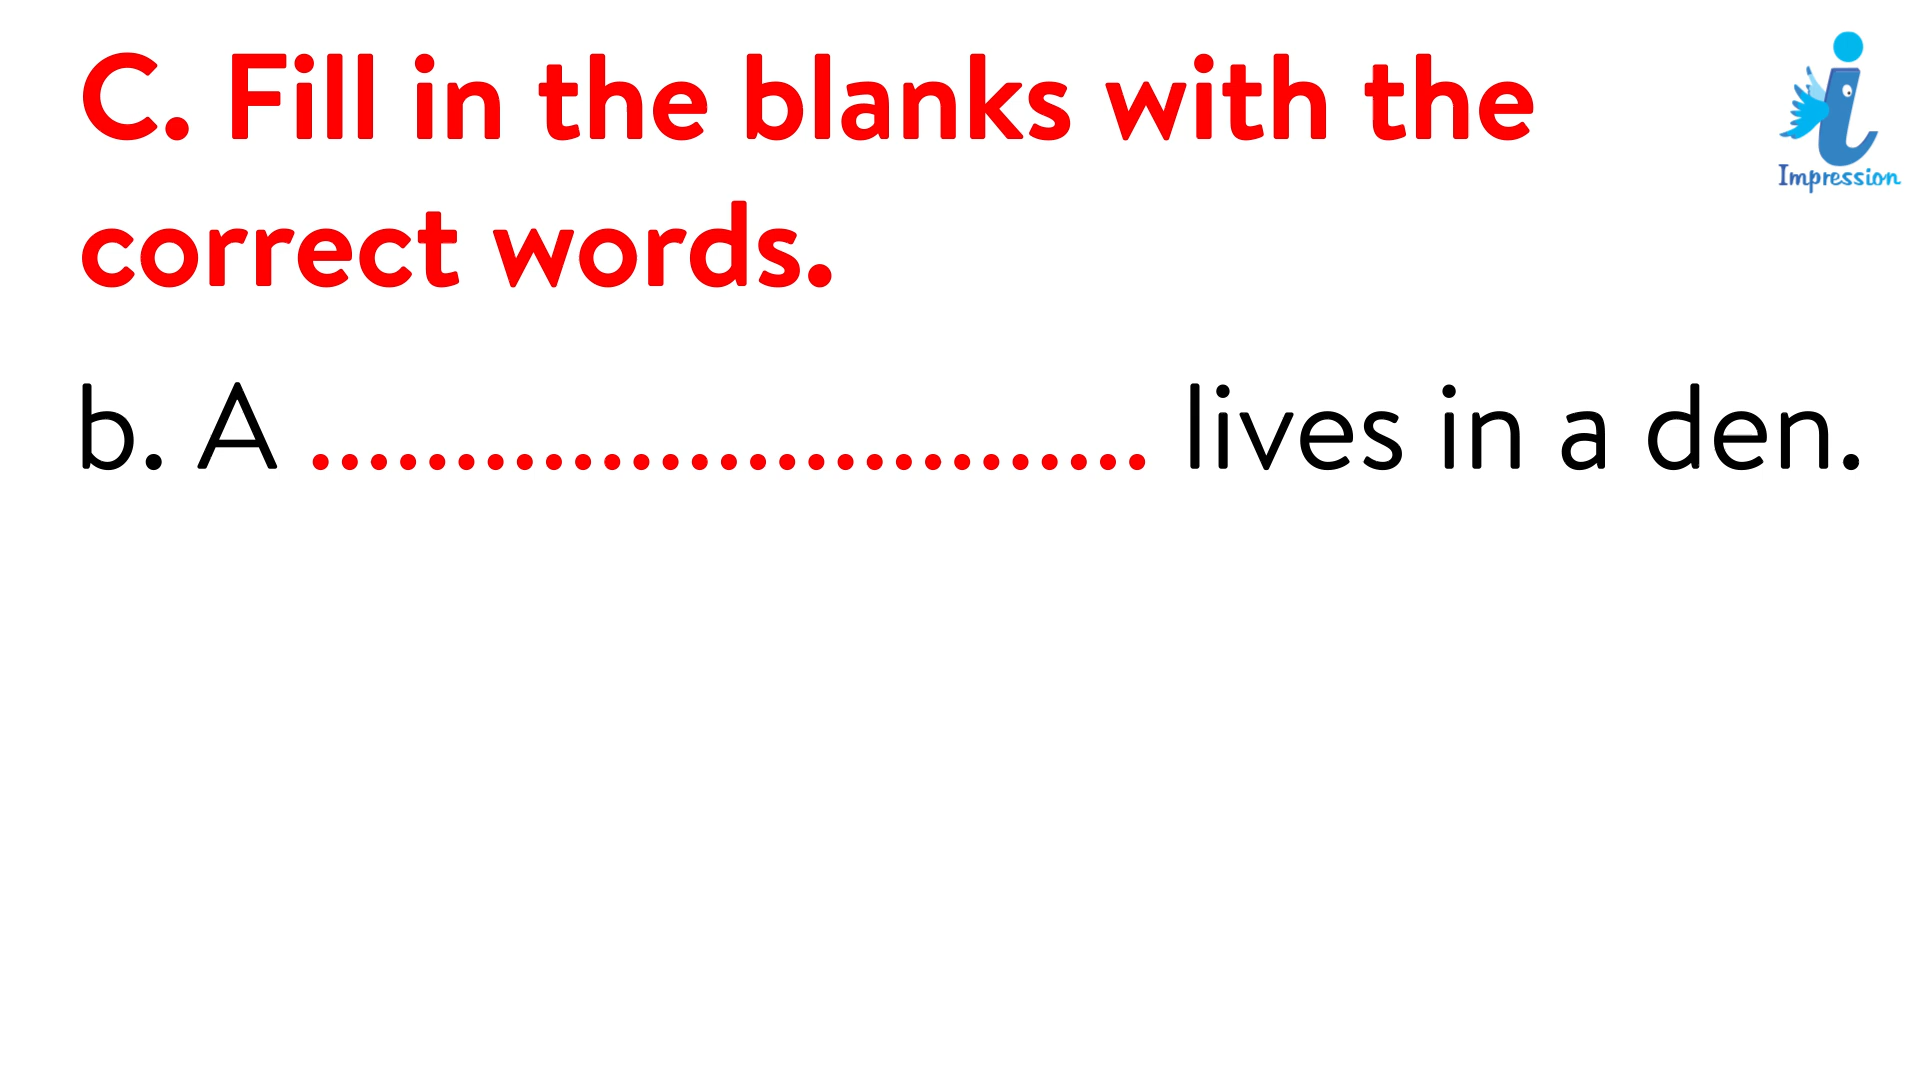 C. Fill in the blanks with the
correct words.
Impression
b. A ............................. lives in a den.